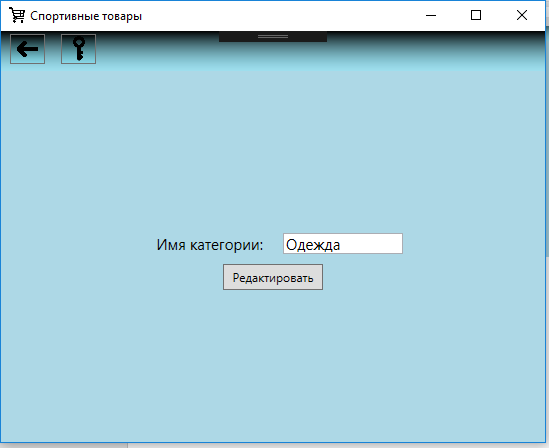 Спортивные товары
Имя категории: Одежда
Редактировать